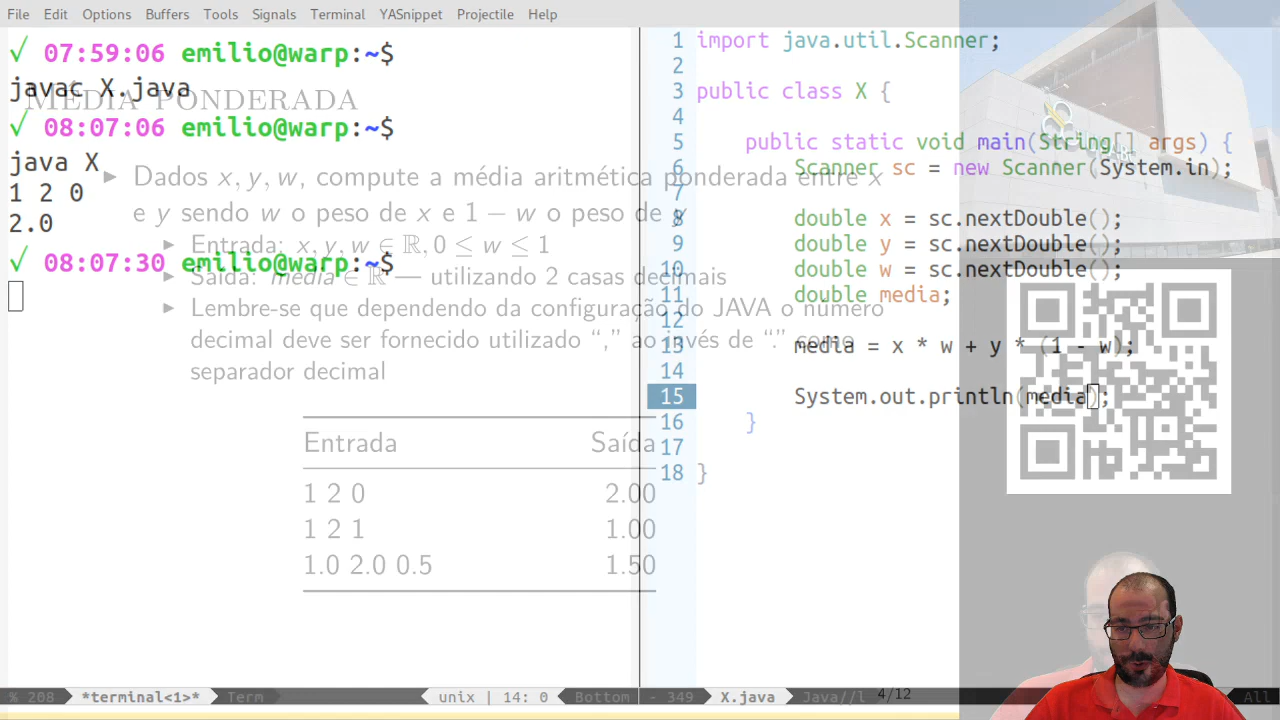 File Edit Options Buffers Tools Signals Terminal YASnippet Projectile Help
✓ 07:59:06 emilio@warp:~$
javac X.java
✓ 08:07:06 emilio@warp:~$
java X
1 2 0
2.0
✓ 08:07:30 emilio@warp:~$
MÉDIA PONDERADA
▶ Dados x, y, w, compute a média aritmética ponderada entre x
e y sendo w o peso de x e 1 − w o peso de y
▶ Entrada: x, y, w ∈ ℝ, 0 ≤ w ≤ 1
▶ Saída: média ∈ ℝ — utilizando 2 casas decimais
▶ Lembre-se que dependendo da configuração do JAVA o número
decimal deve ser fornecido utilizado “,” ao invés de “.” como
separador decimal
Entrada Saída
1 2 0 2.00
1 2 1 1.00
1.0 2.0 0.5 1.50
1 import java.util.Scanner;
2
3 public class X {
4
5 public static void main(String[] args) {
6 Scanner sc = new Scanner(System.in);
7
8 double x = sc.nextDouble();
9 double y = sc.nextDouble();
10 double w = sc.nextDouble();
11 double media;
12
13 media = x * w + y * (1 - w);
14
15 System.out.println(media);
16 }
17
18 }
% 208 *terminal<1>* Term unix | 14: 0 Bottom
- 349 X.java Java//l 4/12 All